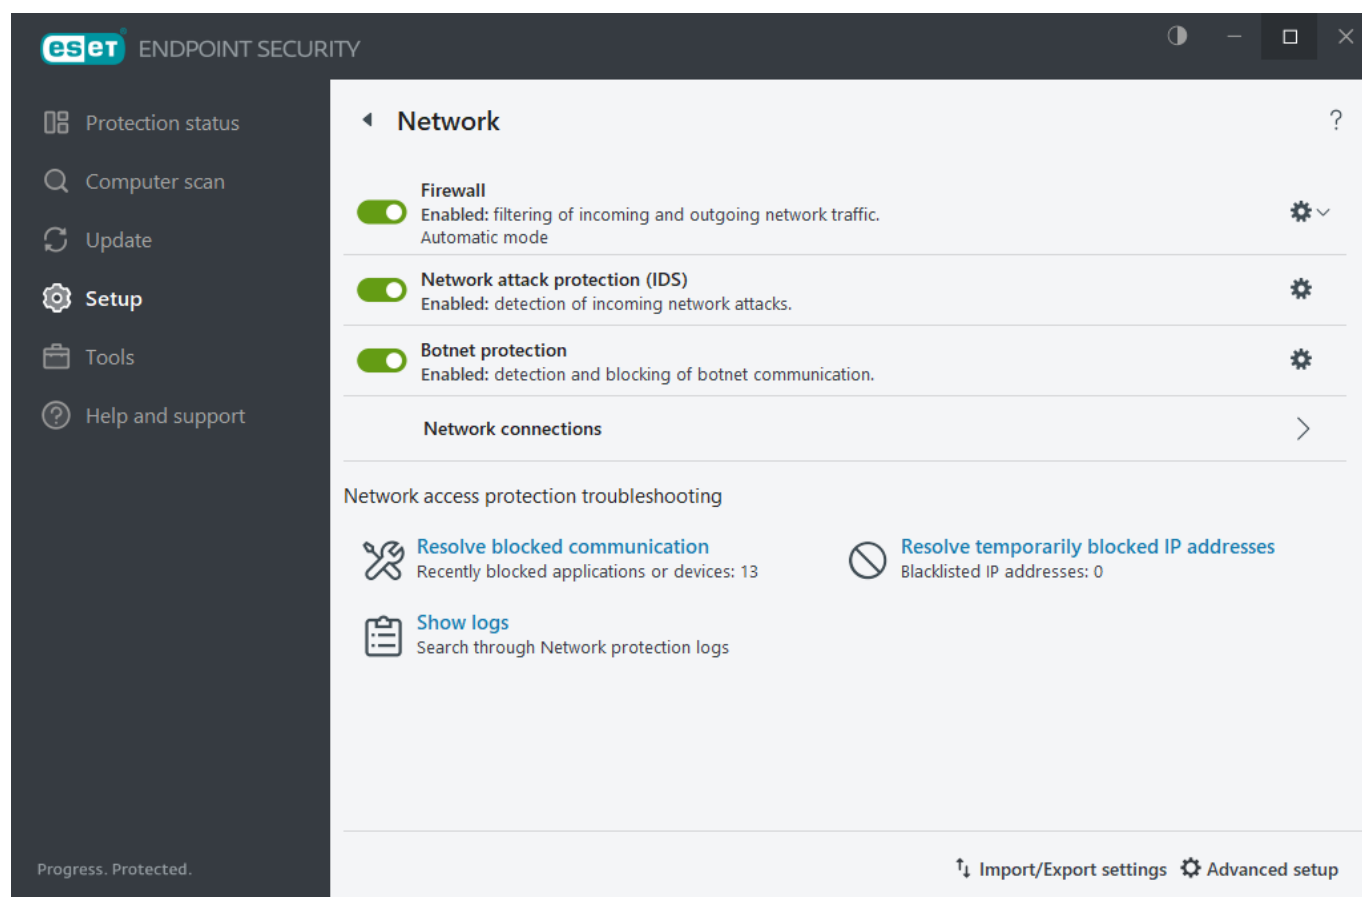 eset ENDPOINT SECURITY
Protection status
Computer scan
Update
Setup
Tools
Help and support
Progress. Protected.
Network
?
Firewall
Enabled: filtering of incoming and outgoing network traffic.
Automatic mode
Network attack protection (IDS)
Enabled: detection of incoming network attacks.
Botnet protection
Enabled: detection and blocking of botnet communication.
Network connections
Network access protection troubleshooting
Resolve blocked communication
Recently blocked applications or devices: 13
Resolve temporarily blocked IP addresses
Blacklisted IP addresses: 0
Show logs
Search through Network protection logs
Import/Export settings Advanced setup